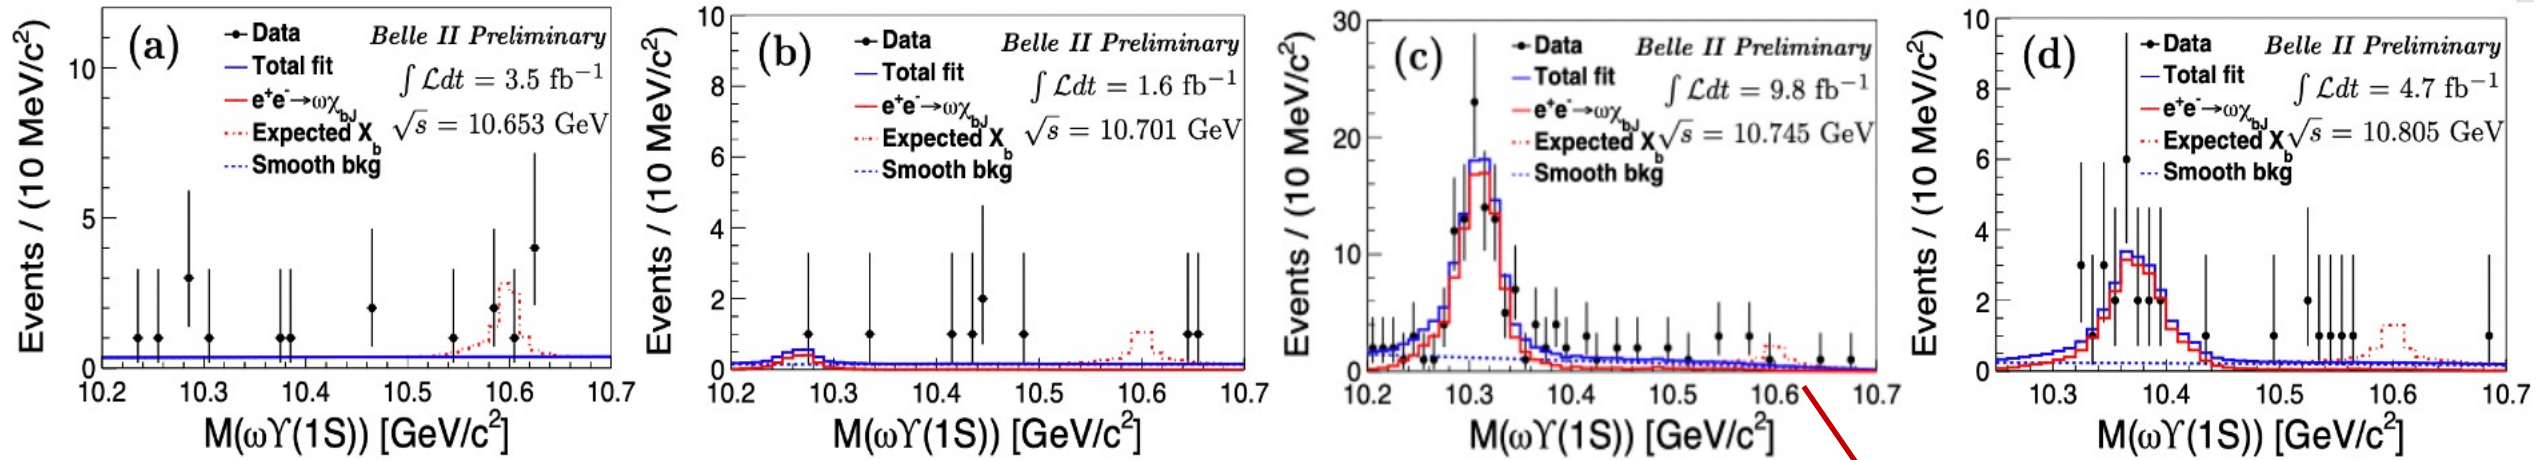 (a)
Data
Total fit
e⁺e⁻→ωχ_bJ
Expected X_b
Smooth bkg
Belle II Preliminary
∫ℒdt = 3.5 fb⁻¹
√s = 10.653 GeV
Events / (10 MeV/c²)
10
5
0
10.2 10.3 10.4 10.5 10.6 10.7
M(ωϒ(1S)) [GeV/c²]
(b)
Data
Total fit
e⁺e⁻→ωχ_bJ
Expected X_b
Smooth bkg
Belle II Preliminary
∫ℒdt = 1.6 fb⁻¹
√s = 10.701 GeV
Events / (10 MeV/c²)
10
8
6
4
2
0
10.2 10.3 10.4 10.5 10.6 10.7
M(ωϒ(1S)) [GeV/c²]
(c)
Data
Total fit
e⁺e⁻→ωχ_bJ
Expected X_b
Smooth bkg
Belle II Preliminary
∫ℒdt = 9.8 fb⁻¹
√s = 10.745 GeV
Events / (10 MeV/c²)
30
20
10
0
10.2 10.3 10.4 10.5 10.6 10.7
M(ωϒ(1S)) [GeV/c²]
(d)
Data
Total fit
e⁺e⁻→ωχ_bJ
Expected X_b
Smooth bkg
Belle II Preliminary
∫ℒdt = 4.7 fb⁻¹
√s = 10.805 GeV
Events / (10 MeV/c²)
10
8
6
4
2
0
10.3 10.4 10.5 10.6 10.7
M(ωϒ(1S)) [GeV/c²]